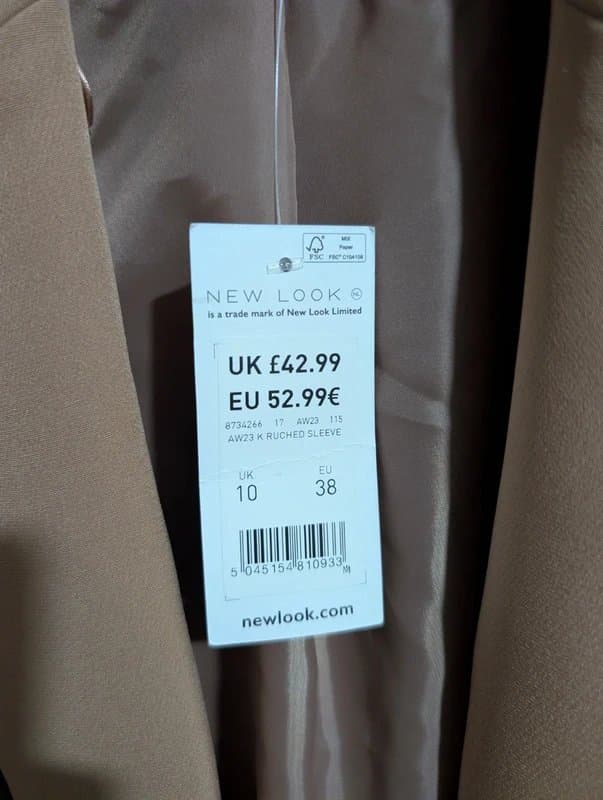 MIX
Paper
FSC FSC® C104108
NEW LOOK NL
is a trade mark of New Look Limited
UK £42.99
EU 52.99€
8734266 17 AW23 115
AW23 K RUCHED SLEEVE
UK EU
10 38
5 045154 810933
newlook.com